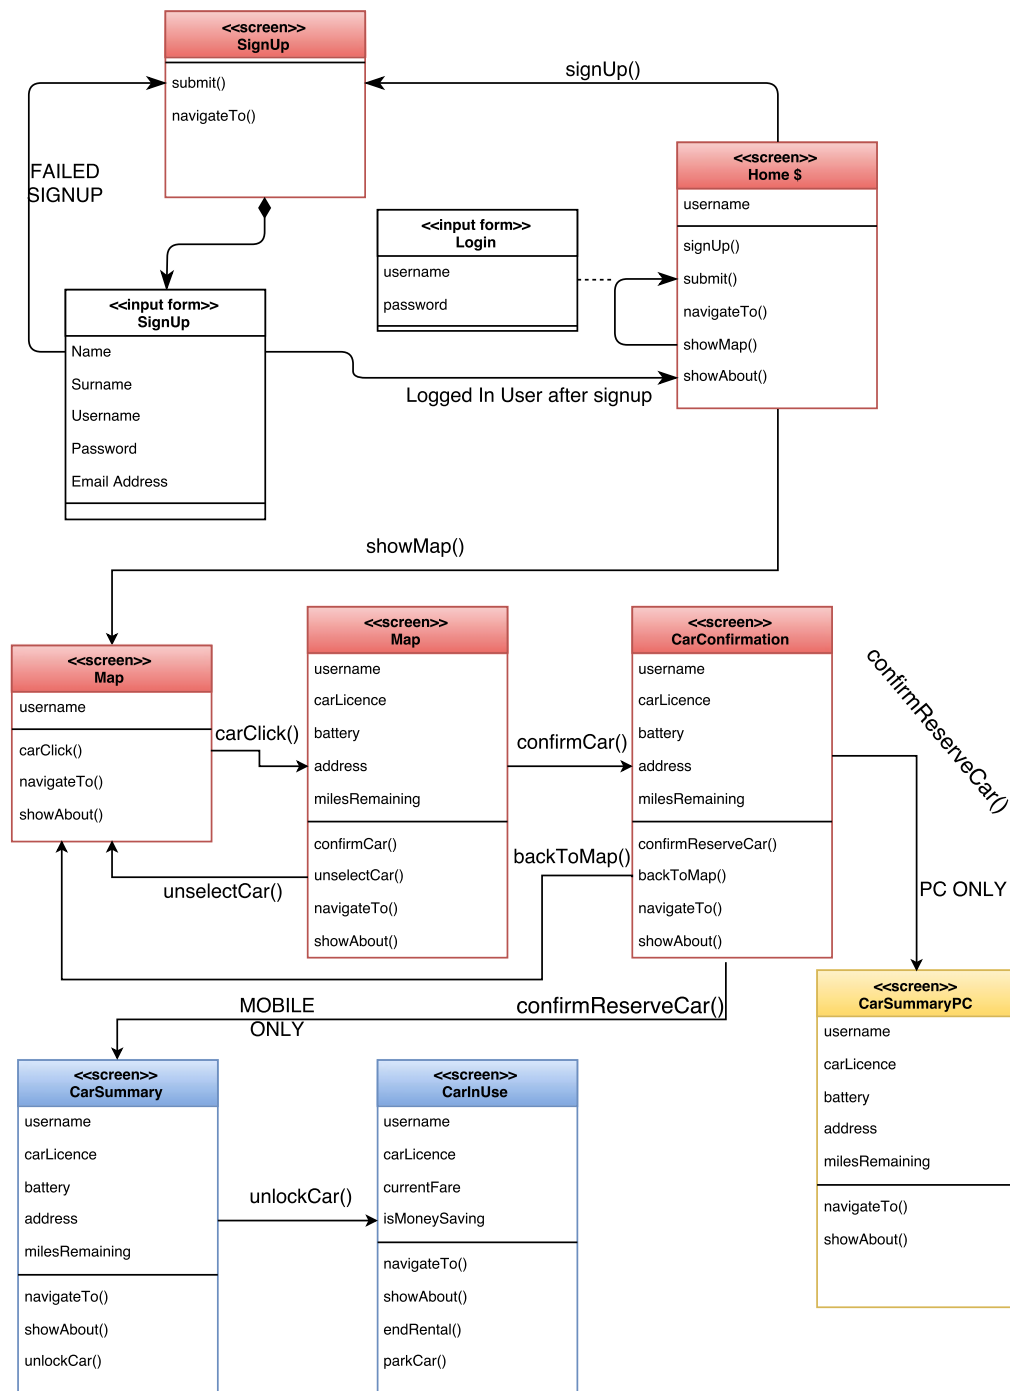 <<screen>>
SignUp
submit()
navigateTo()
signUp()
FAILED
SIGNUP
<<screen>>
Home $
username
signUp()
submit()
navigateTo()
showMap()
showAbout()
<<input form>>
Login
username
password
<<input form>>
SignUp
Name
Surname
Username
Password
Email Address
Logged In User after signup
showMap()
<<screen>>
Map
username
carClick()
navigateTo()
showAbout()
carClick()
unselectCar()
<<screen>>
Map
username
carLicence
battery
address
milesRemaining
confirmCar()
unselectCar()
navigateTo()
showAbout()
confirmCar()
backToMap()
<<screen>>
CarConfirmation
username
carLicence
battery
address
milesRemaining
confirmReserveCar()
backToMap()
navigateTo()
showAbout()
confirmReserveCar()
PC ONLY
MOBILE
ONLY
confirmReserveCar()
<<screen>>
CarSummaryPC
username
carLicence
battery
address
milesRemaining
navigateTo()
showAbout()
<<screen>>
CarSummary
username
carLicence
battery
address
milesRemaining
navigateTo()
showAbout()
unlockCar()
unlockCar()
<<screen>>
CarInUse
username
carLicence
currentFare
isMoneySaving
navigateTo()
showAbout()
endRental()
parkCar()